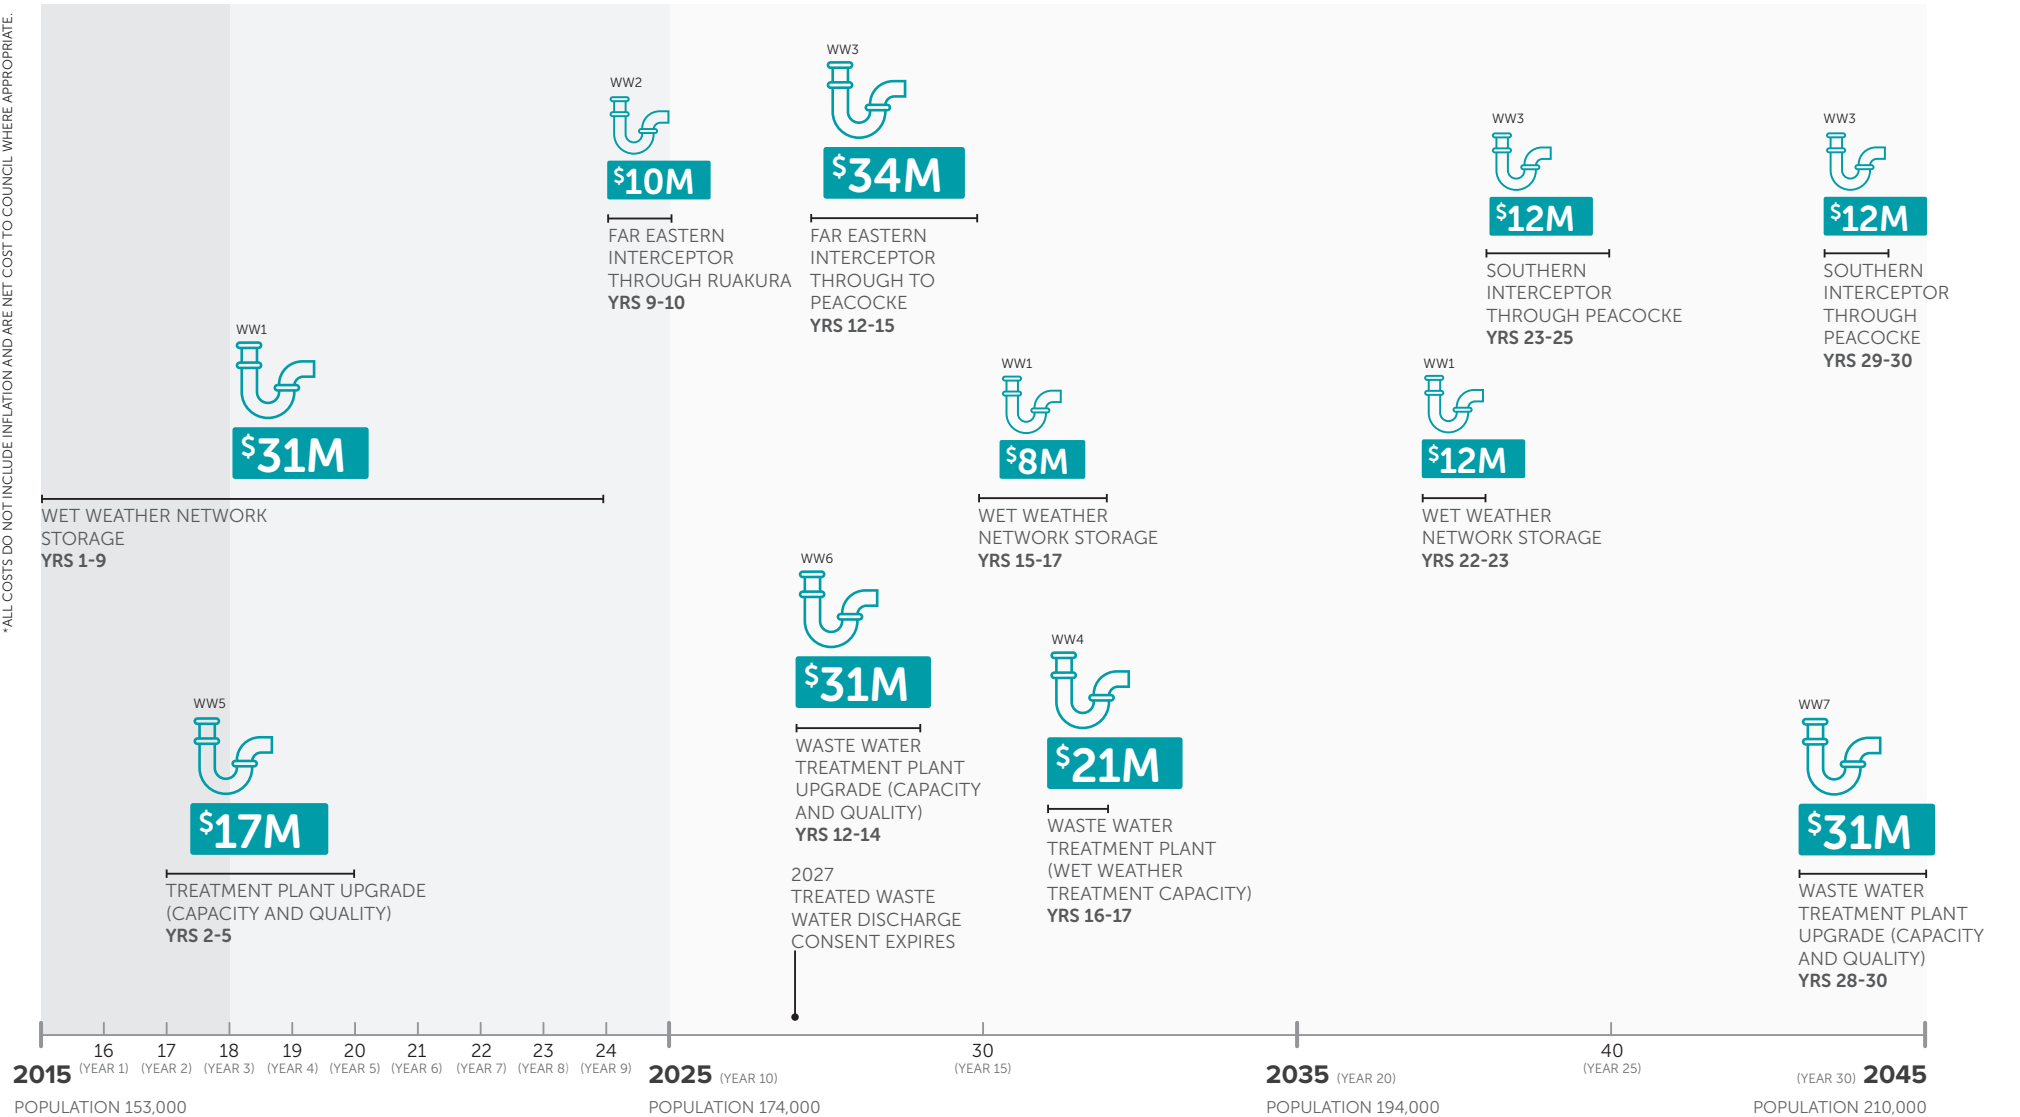 *ALL COSTS DO NOT INCLUDE INFLATION AND ARE NET COST TO COUNCIL WHERE APPROPRIATE.
WW2
$10M
FAR EASTERN
INTERCEPTOR
THROUGH RUAKURA
YRS 9-10
WW3
$34M
FAR EASTERN
INTERCEPTOR
THROUGH TO
PEACOCKE
YRS 12-15
WW3
$12M
SOUTHERN
INTERCEPTOR
THROUGH PEACOCKE
YRS 23-25
WW3
$12M
SOUTHERN
INTERCEPTOR
THROUGH
PEACOCKE
YRS 29-30
WW1
$31M
WET WEATHER NETWORK
STORAGE
YRS 1-9
WW1
$8M
WET WEATHER
NETWORK STORAGE
YRS 15-17
WW1
$12M
WET WEATHER
NETWORK STORAGE
YRS 22-23
WW5
$17M
TREATMENT PLANT UPGRADE
(CAPACITY AND QUALITY)
YRS 2-5
WW6
$31M
WASTE WATER
TREATMENT PLANT
UPGRADE (CAPACITY
AND QUALITY)
YRS 12-14
2027
TREATED WASTE
WATER DISCHARGE
CONSENT EXPIRES
WW4
$21M
WASTE WATER
TREATMENT PLANT
(WET WEATHER
TREATMENT CAPACITY)
YRS 16-17
WW7
$31M
WASTE WATER
TREATMENT PLANT
UPGRADE (CAPACITY
AND QUALITY)
YRS 28-30
2015
POPULATION 153,000
16
(YEAR 1)
17
(YEAR 2)
18
(YEAR 3)
19
(YEAR 4)
20
(YEAR 5)
21
(YEAR 6)
22
(YEAR 7)
23
(YEAR 8)
24
(YEAR 9)
2025 (YEAR 10)
POPULATION 174,000
30
(YEAR 15)
2035 (YEAR 20)
POPULATION 194,000
40
(YEAR 25)
(YEAR 30) 2045
POPULATION 210,000